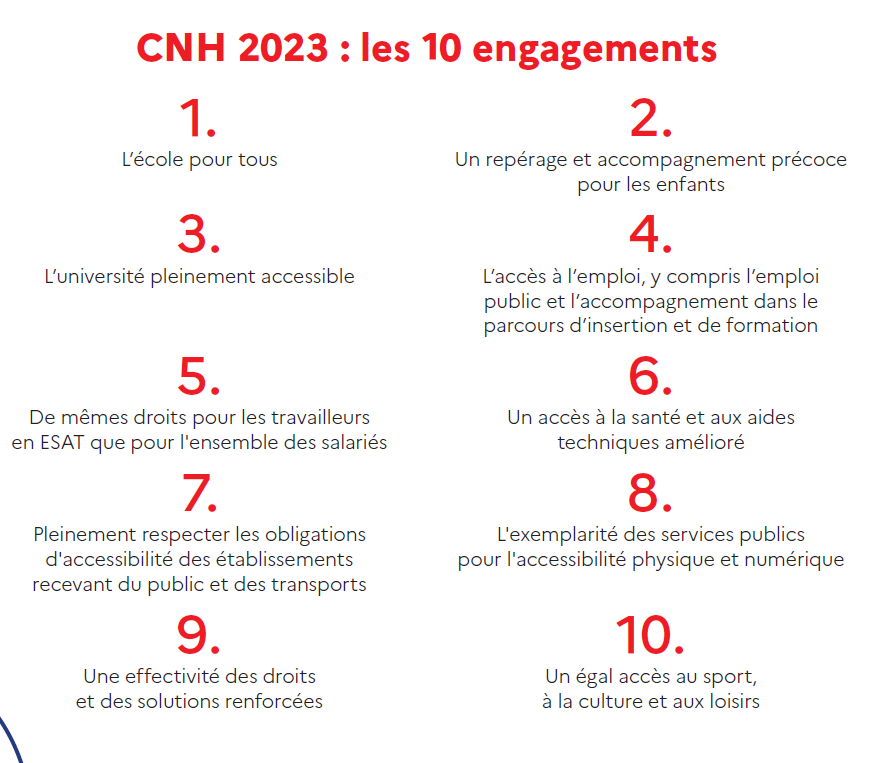 CNH 2023 : les 10 engagements
1.
L’école pour tous
2.
Un repérage et accompagnement précoce
pour les enfants
3.
L’université pleinement accessible
4.
L’accès à l’emploi, y compris l’emploi
public et l’accompagnement dans le
parcours d’insertion et de formation
5.
De mêmes droits pour les travailleurs
en ESAT que pour l'ensemble des salariés
6.
Un accès à la santé et aux aides
techniques amélioré
7.
Pleinement respecter les obligations
d'accessibilité des établissements
recevant du public et des transports
8.
L'exemplarité des services publics
pour l'accessibilité physique et numérique
9.
Une effectivité des droits
et des solutions renforcées
10.
Un égal accès au sport,
à la culture et aux loisirs